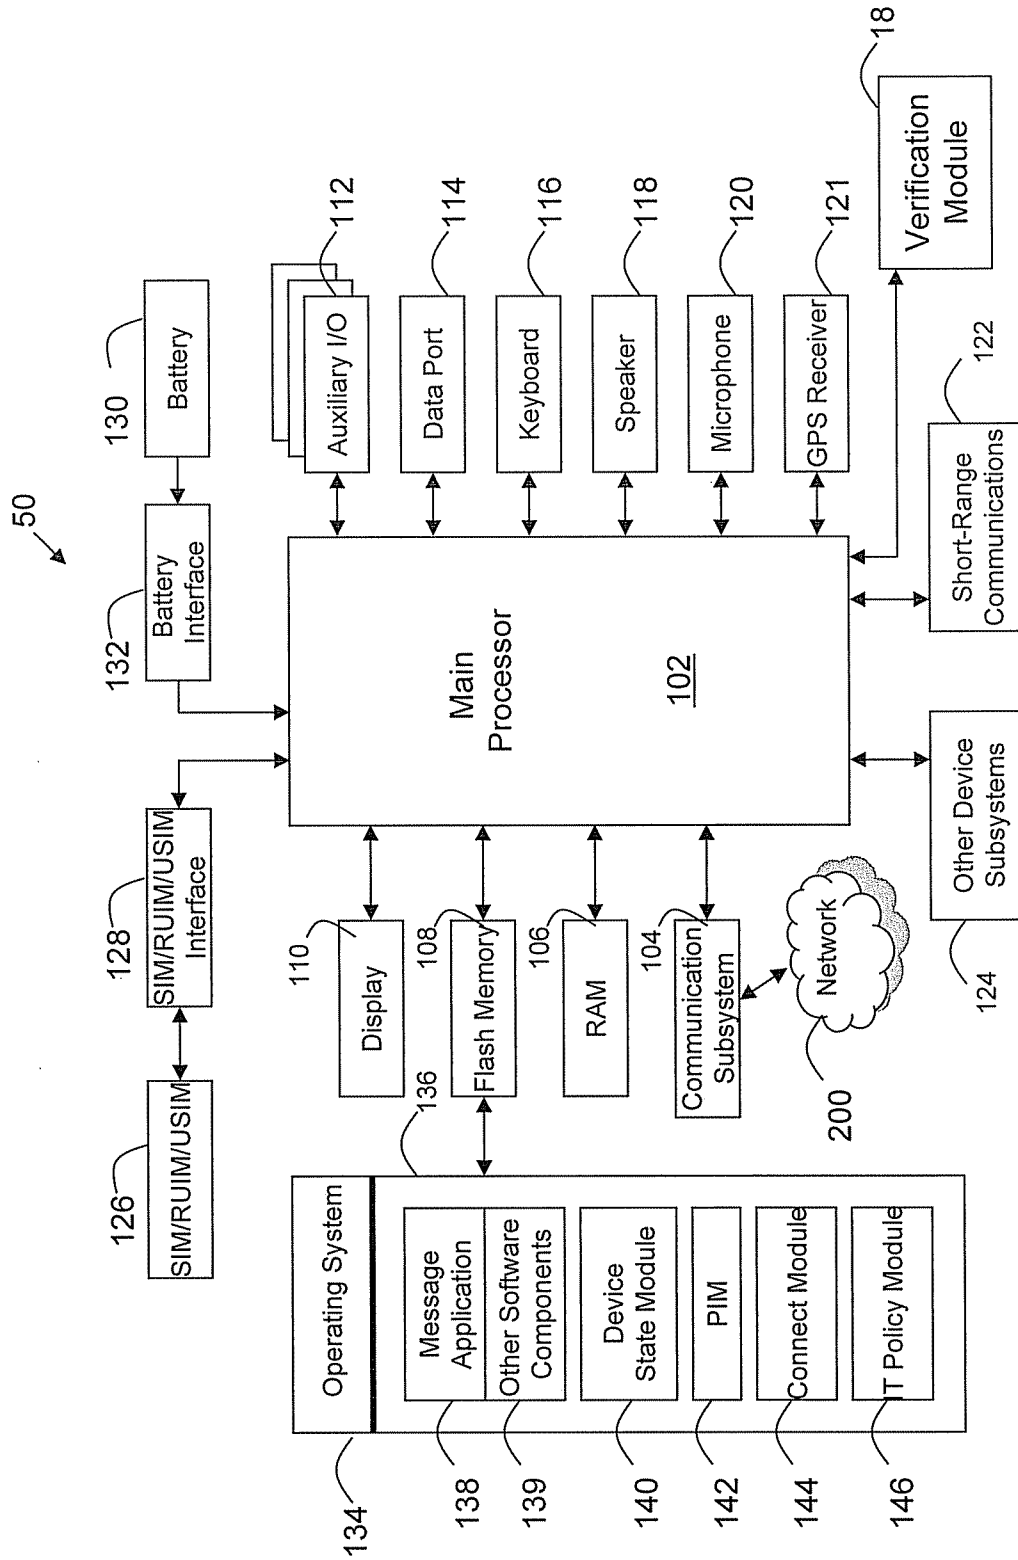 50
126
SIM/RUIM/USIM
128
SIM/RUIM/USIM
Interface
132
Battery
Interface
130
Battery
134
Operating System
136
138
Message
Application
139
Other Software
Components
140
Device
State Module
142
PIM
144
Connect Module
146
IT Policy Module
110
Display
108
Flash Memory
106
RAM
104
Communication
Subsystem
200
Network
Main
Processor
102
Auxiliary I/O
112
Data Port
114
Keyboard
116
Speaker
118
Microphone
120
GPS Receiver
121
124
Other Device
Subsystems
Short-Range
Communications
122
Verification
Module
18